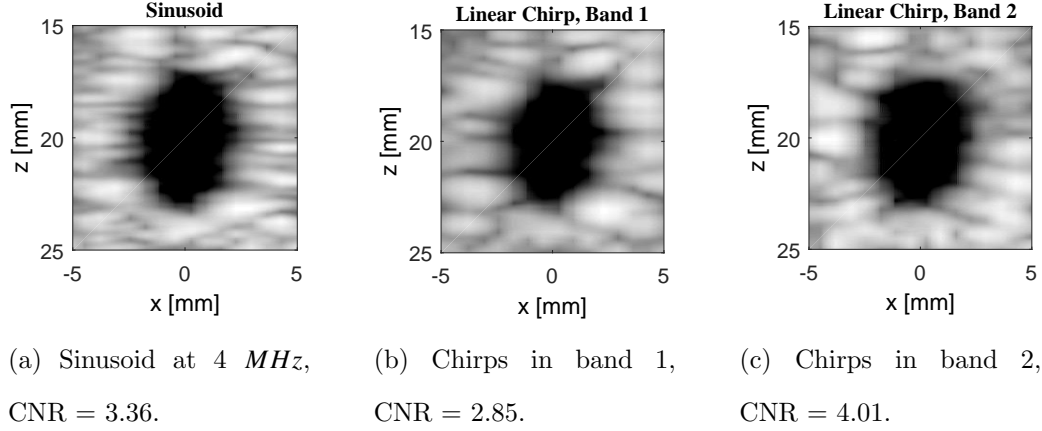 Sinusoid
15
20
25
z [mm]
-5 0 5
x [mm]
Linear Chirp, Band 1
15
20
25
z [mm]
-5 0 5
x [mm]
Linear Chirp, Band 2
15
20
25
z [mm]
-5 0 5
x [mm]
(a) Sinusoid at 4 MHz,
CNR = 3.36.
(b) Chirps in band 1,
CNR = 2.85.
(c) Chirps in band 2,
CNR = 4.01.